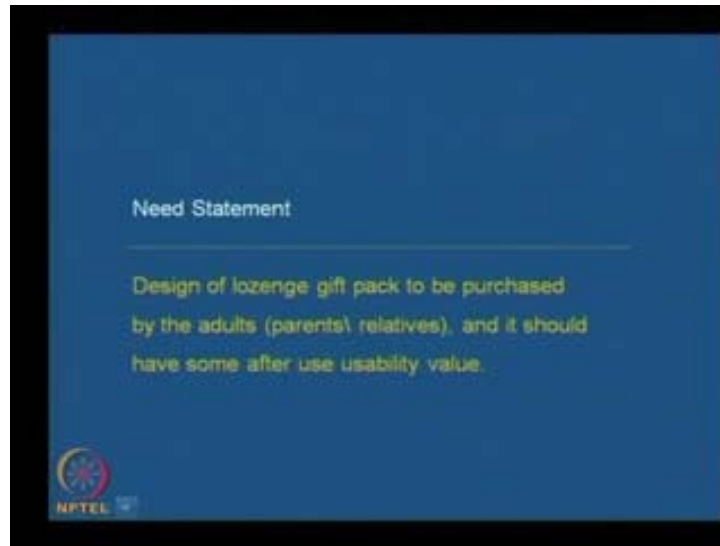 Need Statement
Design of lozenge gift pack to be purchased
by the adults (parents\ relatives), and it should
have some after use usability value.
NPTEL